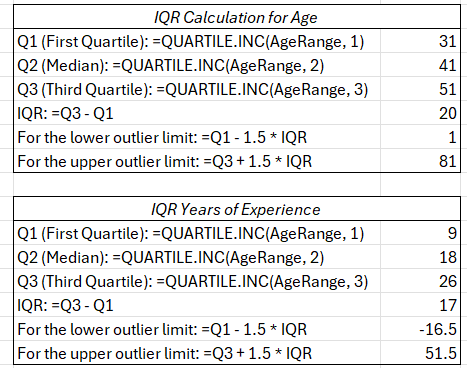 IQR Calculation for Age
Q1 (First Quartile): =QUARTILE.INC(AgeRange, 1) 31
Q2 (Median): =QUARTILE.INC(AgeRange, 2) 41
Q3 (Third Quartile): =QUARTILE.INC(AgeRange, 3) 51
IQR: =Q3 - Q1 20
For the lower outlier limit: =Q1 - 1.5 * IQR 1
For the upper outlier limit: =Q3 + 1.5 * IQR 81
IQR Years of Experience
Q1 (First Quartile): =QUARTILE.INC(AgeRange, 1) 9
Q2 (Median): =QUARTILE.INC(AgeRange, 2) 18
Q3 (Third Quartile): =QUARTILE.INC(AgeRange, 3) 26
IQR: =Q3 - Q1 17
For the lower outlier limit: =Q1 - 1.5 * IQR -16.5
For the upper outlier limit: =Q3 + 1.5 * IQR 51.5